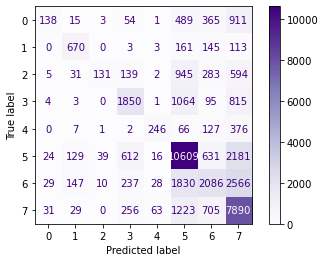 0 138 15 3 54 1 489 365 911
1 0 670 0 3 3 161 145 113
2 5 31 131 139 2 945 283 594
3 4 3 0 1850 1 1064 95 815
4 0 7 1 2 246 66 127 376
5 24 129 39 612 16 10609 631 2181
6 29 147 10 237 28 1830 2086 2566
7 31 29 0 256 63 1223 705 7890
0 1 2 3 4 5 6 7
Predicted label
True label
10000
8000
6000
4000
2000
0